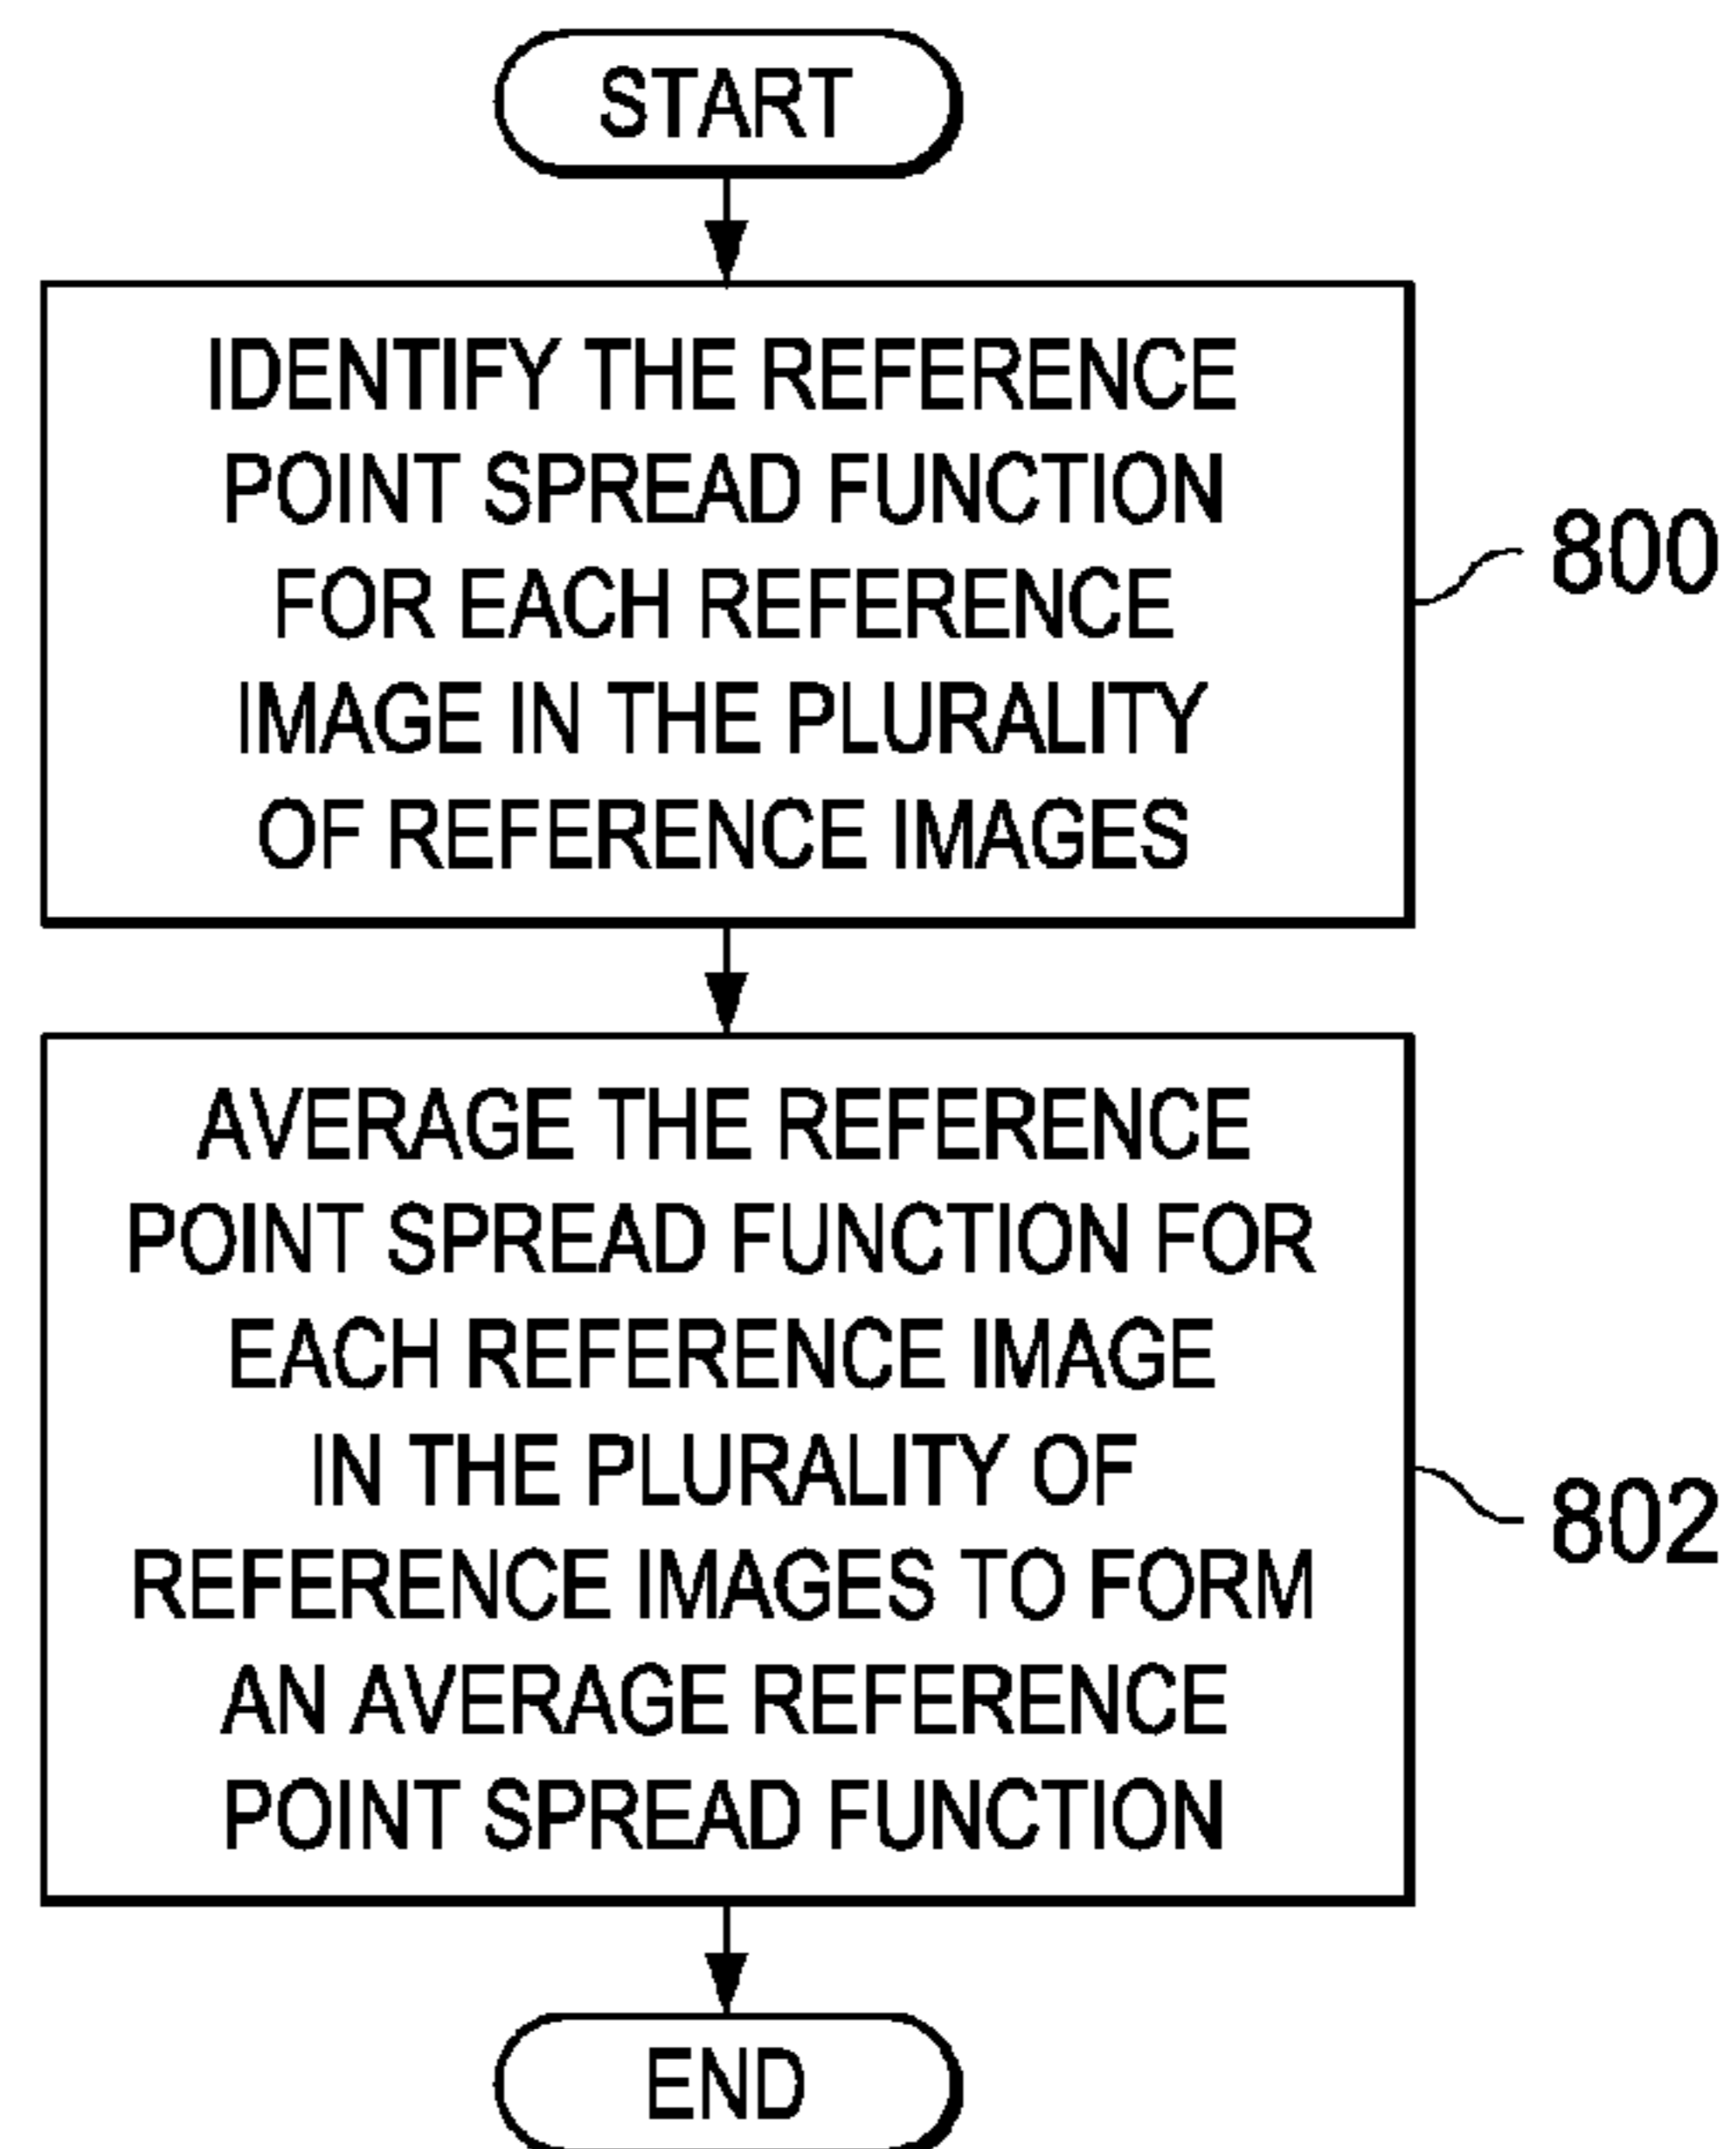 START
IDENTIFY THE REFERENCE
POINT SPREAD FUNCTION
FOR EACH REFERENCE
IMAGE IN THE PLURALITY
OF REFERENCE IMAGES
800
AVERAGE THE REFERENCE
POINT SPREAD FUNCTION FOR
EACH REFERENCE IMAGE
IN THE PLURALITY OF
REFERENCE IMAGES TO FORM
AN AVERAGE REFERENCE
POINT SPREAD FUNCTION
802
END